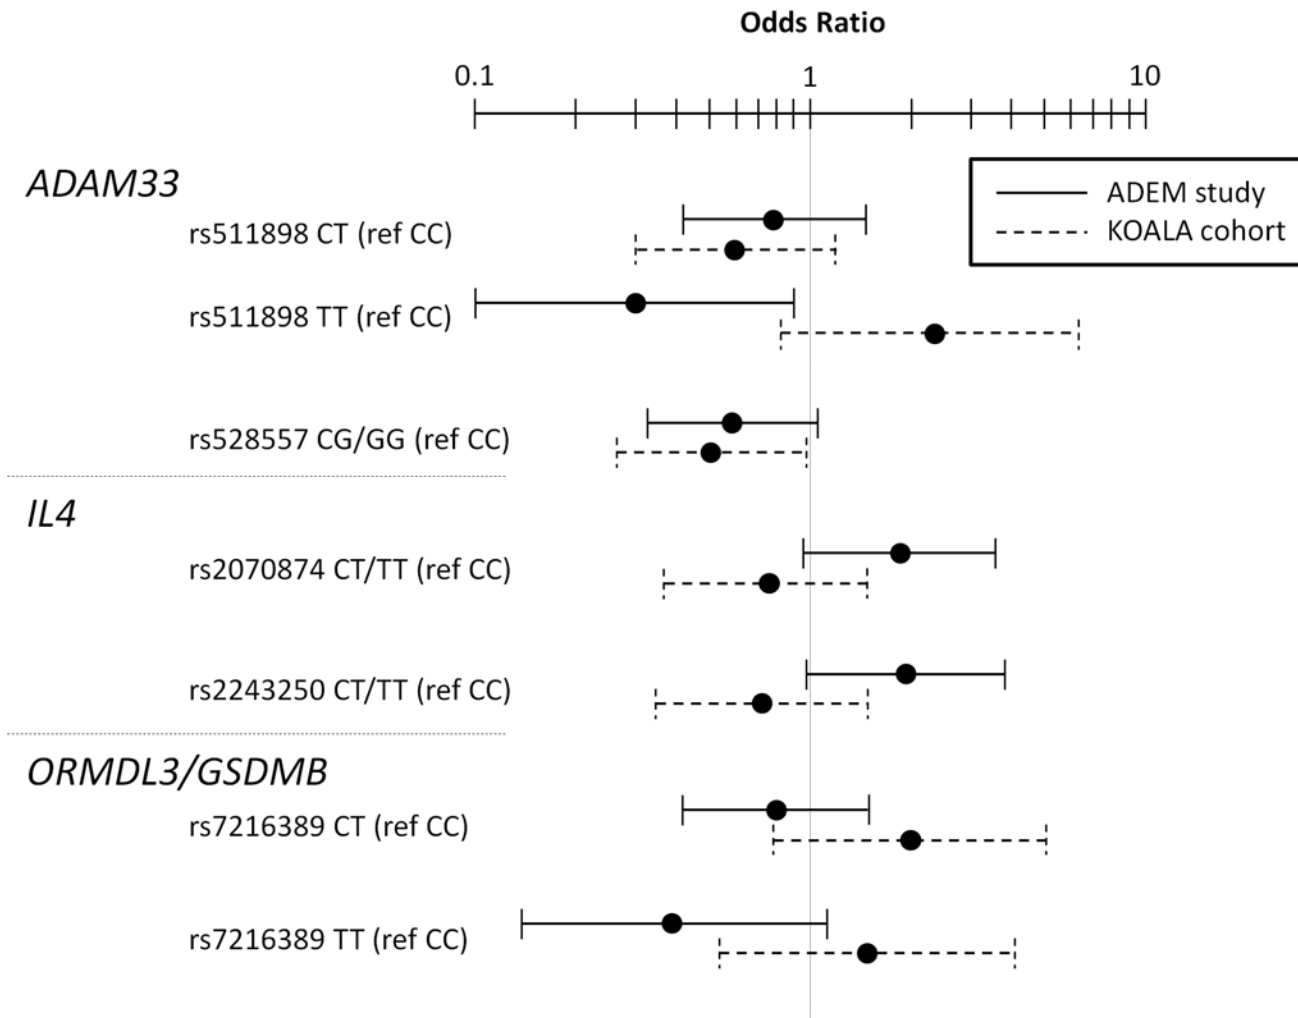 Odds Ratio
0.1 1 10
ADAM33
ADEM study
KOALA cohort
rs511898 CT (ref CC)
rs511898 TT (ref CC)
rs528557 CG/GG (ref CC)
IL4
rs2070874 CT/TT (ref CC)
rs2243250 CT/TT (ref CC)
ORMDL3/GSDMB
rs7216389 CT (ref CC)
rs7216389 TT (ref CC)